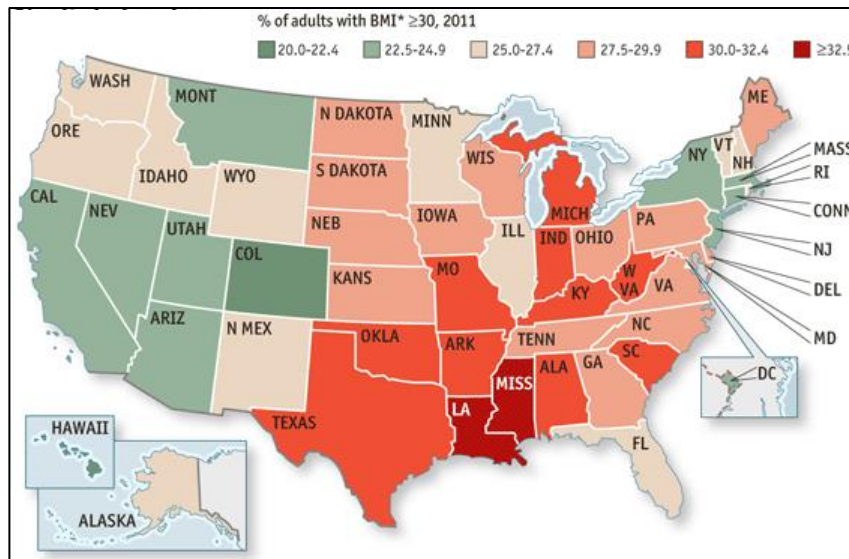 % of adults with BMI* ≥30, 2011
20.0-22.4 22.5-24.9 25.0-27.4 27.5-29.9 30.0-32.4
WASH
MONT
N DAKOTA
MINN
ME
ORE
IDAHO
WYO
S DAKOTA
WIS
MICH
NY
VT
NH
MASS
RI
CONN
NJ
DEL
MD
CAL
NEV
UTAH
COL
NEB
IOWA
ILL
IND
OHIO
PA
KANS
MO
KY
W
VA
VA
ARIZ
N MEX
OKLA
ARK
TENN
NC
SC
TEXAS
LA
MISS
ALA
GA
FL
DC
HAWAII
ALASKA